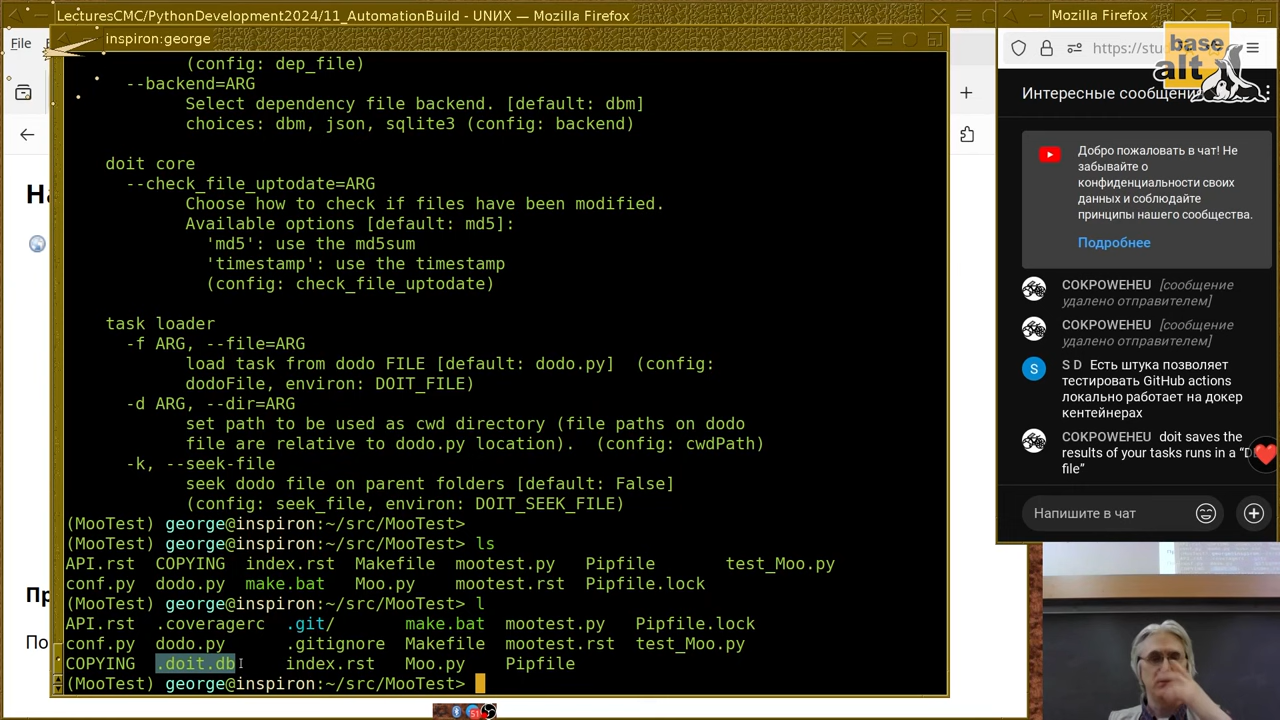 LecturesCMC/PythonDevelopment2024/11_AutomationBuild - UNИX — Mozilla Firefox
Mozilla Firefox
inspiron:george
File
https://stu
base
alt
Интересные сообщения
(config: dep_file)
--backend=ARG
Select dependency file backend. [default: dbm]
choices: dbm, json, sqlite3 (config: backend)
doit core
--check_file_uptodate=ARG
Choose how to check if files have been modified.
Available options [default: md5]:
'md5': use the md5sum
'timestamp': use the timestamp
(config: check_file_uptodate)
task loader
-f ARG, --file=ARG
load task from dodo FILE [default: dodo.py]  (config:
dodoFile, environ: DOIT_FILE)
-d ARG, --dir=ARG
set path to be used as cwd directory (file paths on dodo
file are relative to dodo.py location).  (config: cwdPath)
-k, --seek-file
seek dodo file on parent folders [default: False]
(config: seek_file, environ: DOIT_SEEK_FILE)
(MooTest) george@inspiron:~/src/MooTest>
(MooTest) george@inspiron:~/src/MooTest> ls
API.rst  COPYING  index.rst  Makefile  mootest.py  Pipfile  test_Moo.py
conf.py  dodo.py  make.bat  Moo.py  mootest.rst  Pipfile.lock
(MooTest) george@inspiron:~/src/MooTest> l
API.rst  .coveragerc  .git/  make.bat  mootest.py  Pipfile.lock
conf.py  dodo.py  .gitignore  Makefile  mootest.rst  test_Moo.py
COPYING  .doit.db  index.rst  Moo.py  Pipfile
(MooTest) george@inspiron:~/src/MooTest>
Добро пожаловать в чат! Не
забывайте о
конфиденциальности своих
данных и соблюдайте
принципы нашего сообщества.
Подробнее
COKPOWEHEU [сообщение
удалено отправителем]
COKPOWEHEU [сообщение
удалено отправителем]
S
S D Есть штука позволяет
тестировать GitHub actions
локально работает на докер
кентейнерах
COKPOWEHEU doit saves the
results of your tasks runs in a
file”
Напишите в чат